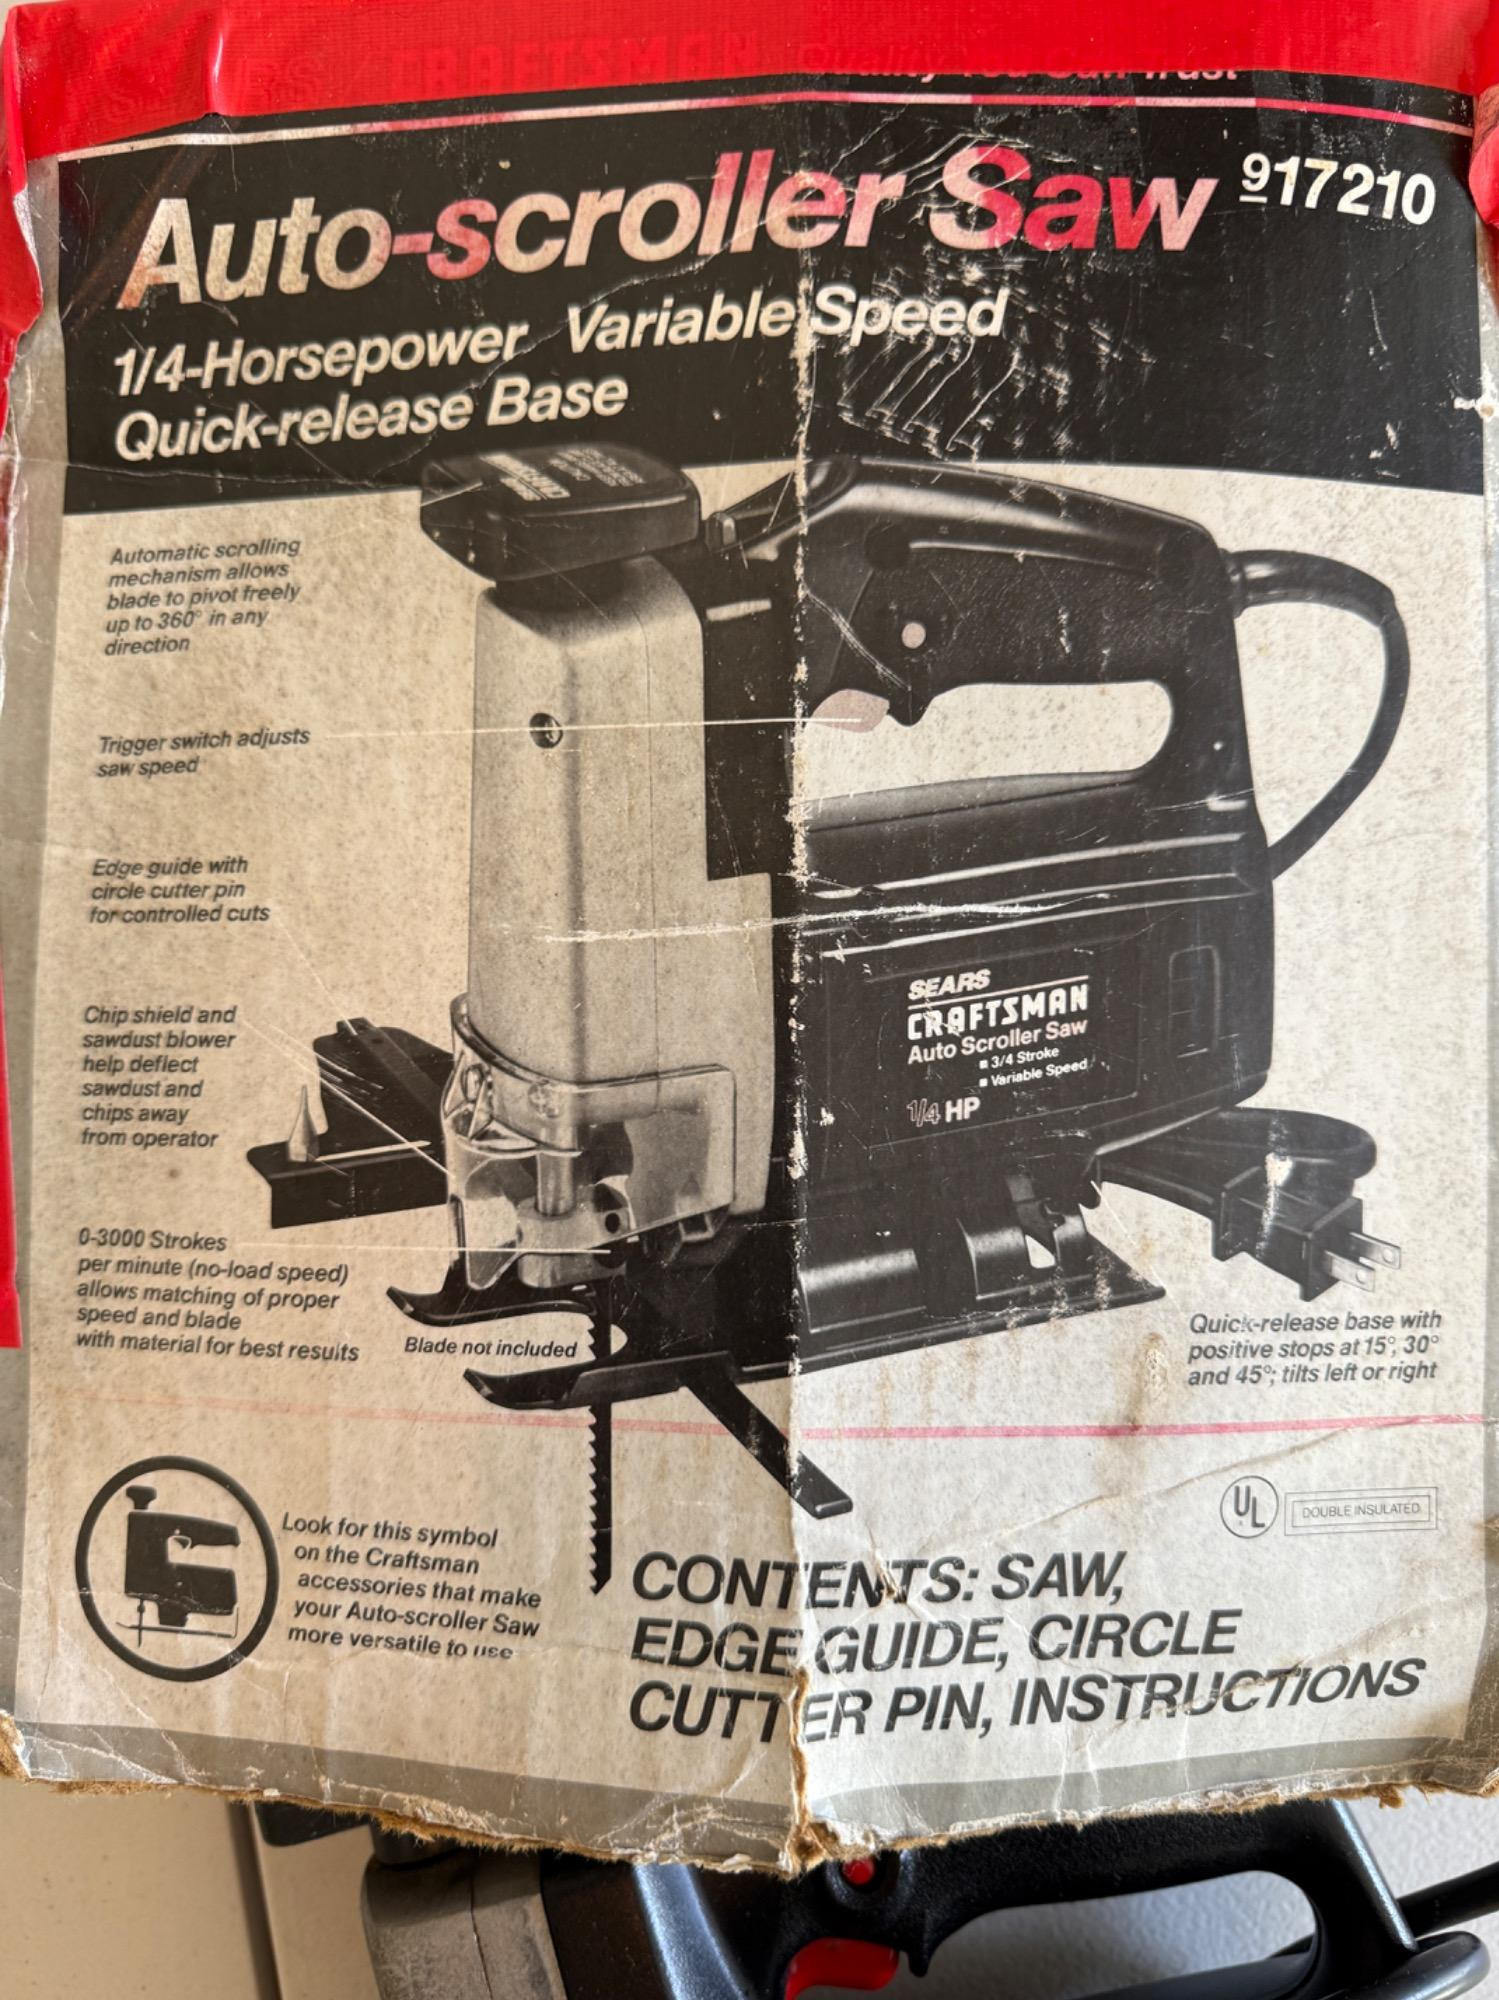 CRAFTSMAN Quality You Can Trust
Auto-scroller Saw 917210
1/4-Horsepower Variable Speed
Quick-release Base
Automatic scrolling
mechanism allows
blade to pivot freely
up to 360° in any
direction
Trigger switch adjusts
saw speed
Edge guide with
circle cutter pin
for controlled cuts
Chip shield and
sawdust blower
help deflect
sawdust and
chips away
from operator
0-3000 Strokes
per minute (no-load speed)
allows matching of proper
speed and blade
with material for best results
Blade not included
SEARS
CRAFTSMAN
Auto Scroller Saw
■ 3/4 Stroke
■ Variable Speed
1/4 HP
Quick-release base with
positive stops at 15°, 30°
and 45°; tilts left or right
Look for this symbol
on the Craftsman
accessories that make
your Auto-scroller Saw
more versatile to use
UL
DOUBLE INSULATED
CONTENTS: SAW,
EDGE GUIDE, CIRCLE
CUTTER PIN, INSTRUCTIONS